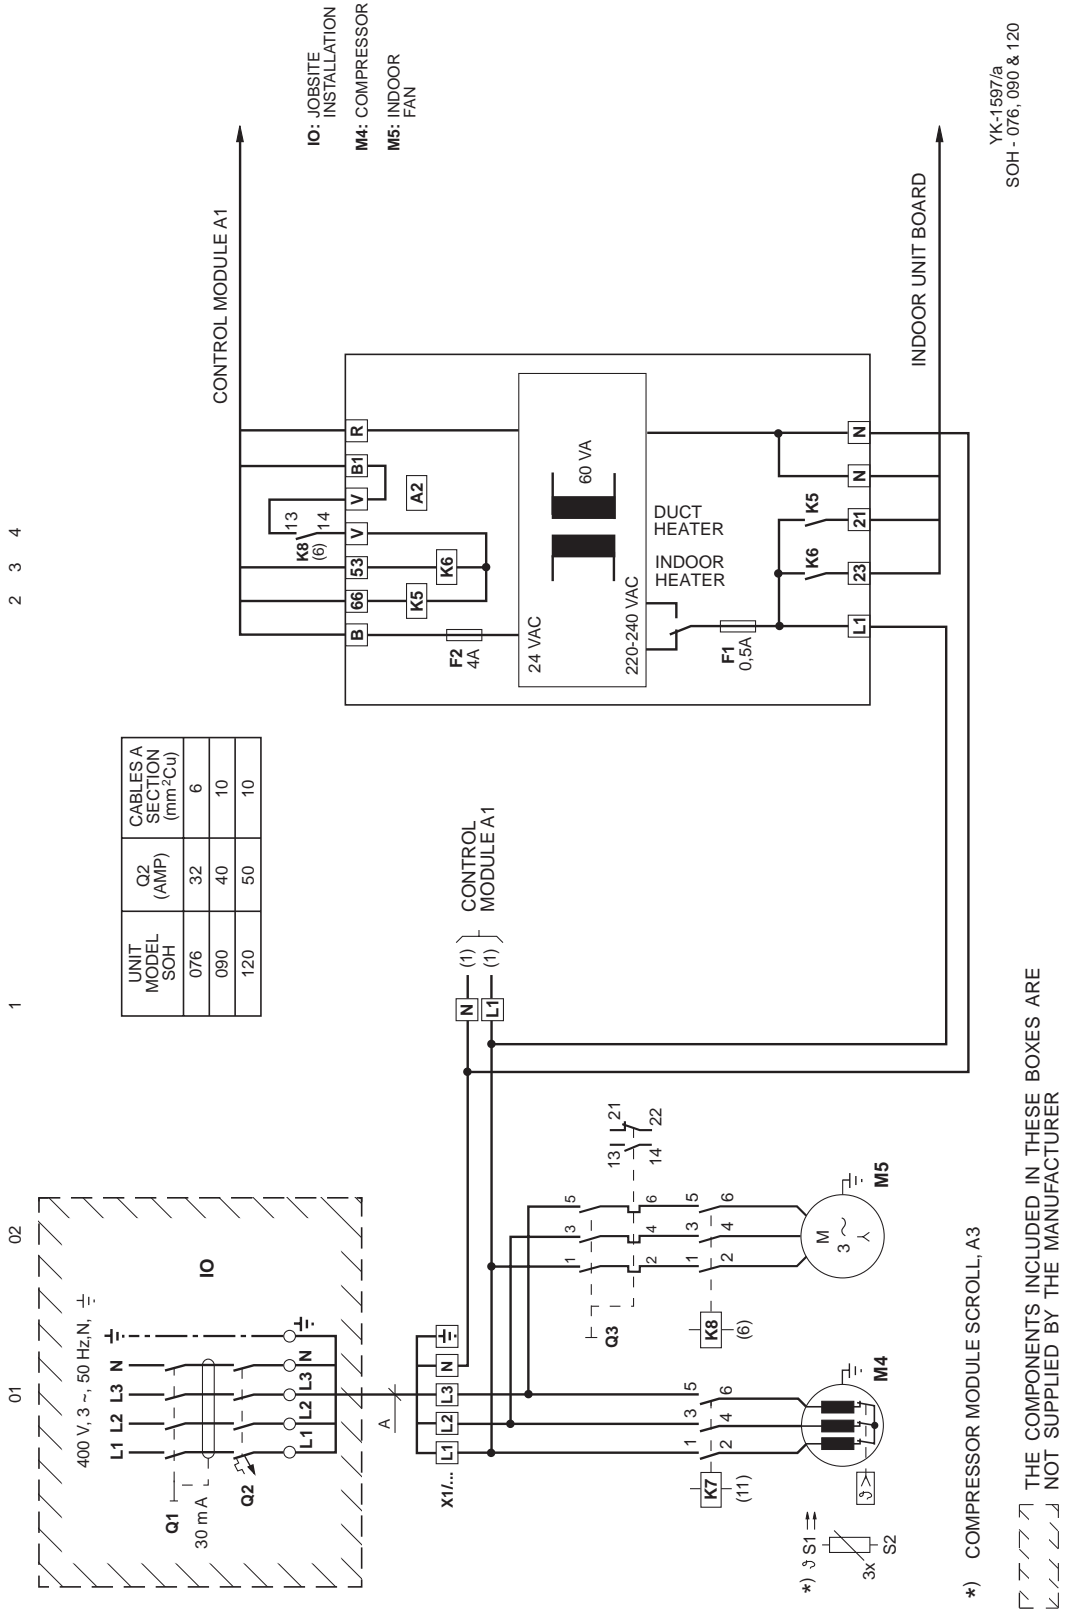 01
02
1
2
3
4
400 V, 3 ~, 50 Hz,N,
L1
L2
L3
N
IO
Q1
30 m A
Q2
L1
L2
L3
N
A
X1/...
L1
L2
L3
N
1
3
5
2
4
6
K7
(11)
M4
*) ϑ S1
3x
S2
ϑ >
1
3
5
2
4
6
Q3
13
21
14
22
1
3
5
2
4
6
K8
(6)
M
3 ~
Y
M5
N
L1
(1)
(1)
CONTROL
MODULE A1
UNIT
MODEL
SOH
Q2
(AMP)
CABLES A
SECTION
(mm²Cu)
076
32
6
090
40
10
120
50
10
CONTROL MODULE A1
B
66
53
V
V
B1
R
K8
(6)
13
14
K5
K6
A2
F2
4A
24 VAC
60 VA
220-240 VAC
F1
0,5A
INDOOR
HEATER
DUCT
HEATER
K6
K5
L1
23
21
N
N
INDOOR UNIT BOARD
IO: JOBSITE
INSTALLATION
M4: COMPRESSOR
M5: INDOOR
FAN
*) COMPRESSOR MODULE SCROLL, A3
THE COMPONENTS INCLUDED IN THESE BOXES ARE
NOT SUPPLIED BY THE MANUFACTURER
YK-1597/a
SOH - 076, 090 & 120